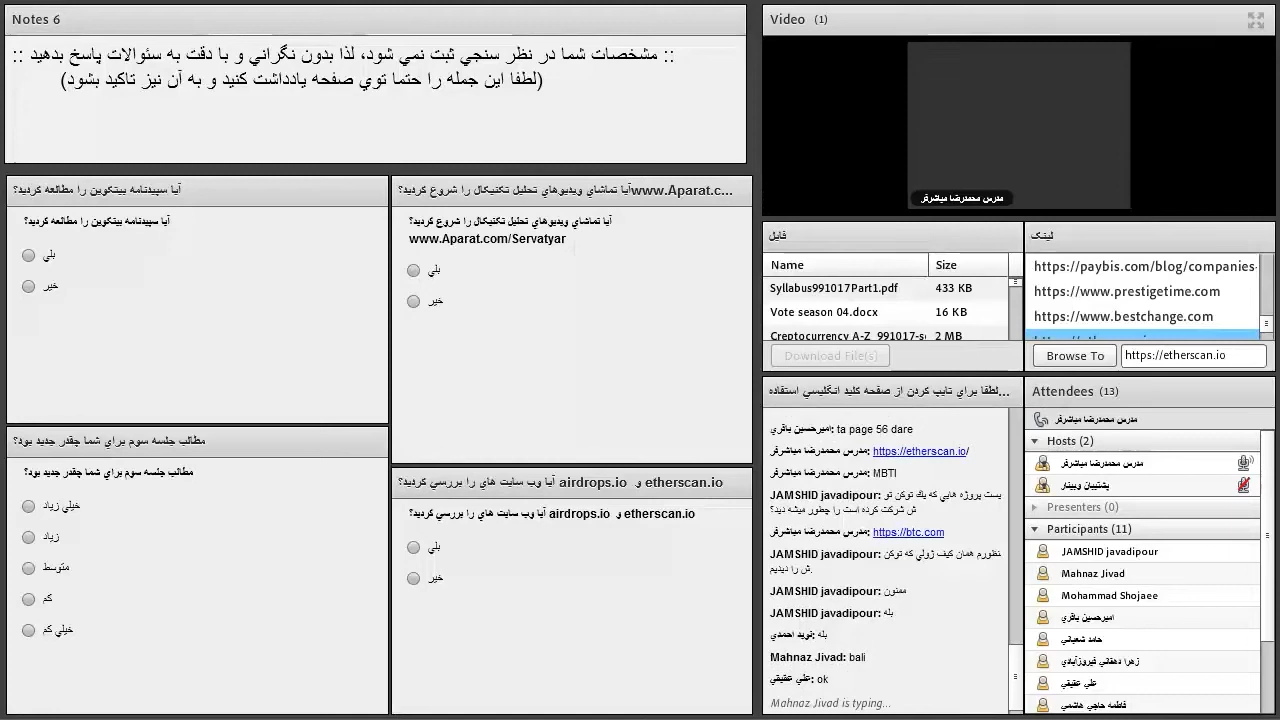 Notes 6
:: مشخصات شما در نظر سنجي ثبت نمي شود، لذا بدون نگراني و با دقت به سئوالات پاسخ بدهيد ::
(لطفا اين جمله را حتما توي صفحه يادداشت كنيد و به آن نيز تاكيد بشود)
آيا سپيدنامه بيتكوين را مطالعه كرديد؟
آيا سپيدنامه بيتكوين را مطالعه كرديد؟
بلي
خير
آيا تماشاي ويديوهاي تحليل تكنيكال را شروع كرديد؟www.Aparat.c...
آيا تماشاي ويديوهاي تحليل تكنيكال را شروع كرديد؟
www.Aparat.com/Servatyar
بلي
خير
مطالب جلسه سوم براي شما چقدر جديد بود؟
مطالب جلسه سوم براي شما چقدر جديد بود؟
خيلي زياد
زياد
متوسط
كم
خيلي كم
آيا وب سايت هاي را بررسي كرديد؟ airdrops.io و etherscan.io
آيا وب سايت هاي را بررسي كرديد؟ airdrops.io و etherscan.io
بلي
خير
Video (1)
مدرس محمدرضا مباشرفر
فايل
Name Size
Syllabus991017Part1.pdf 433 KB
Vote season 04.docx 16 KB
Creptocurrency A-Z 991017-s 2 MB
Download File(s)
لينك
https://paybis.com/blog/companies-
https://www.prestigetime.com
https://www.bestchange.com
Browse To https://etherscan.io
لطفا براي تايپ كردن از صفحه كليد انگليسي استفاده...
اميرحسين باقري: ta page 56 dare
مدرس محمدرضا مباشرفر: https://etherscan.io/
مدرس محمدرضا مباشرفر: MBTI
JAMSHID javadipour: يست پروژه هايي كه يك توكن تو
ش شركت كرده است را چطور ميشه ديد؟
مدرس محمدرضا مباشرفر: https://btc.com
JAMSHID javadipour: نظورم همان كيف ژولي كه توكن
ش را ديديم.
JAMSHID javadipour: ممنون
JAMSHID javadipour: بله
نويد احمدي: بله
Mahnaz Jivad: bali
علي عقيقي: ok
Mahnaz Jivad is typing...
Attendees (13)
مدرس محمدرضا مباشرفر
Hosts (2)
مدرس محمدرضا مباشرفر
پشتيبان وبينار
Presenters (0)
Participants (11)
JAMSHID javadipour
Mahnaz Jivad
Mohammad Shojaee
اميرحسين باقري
حامد شعباني
زهرا دهقاني فيروزآبادي
علي عقيقي
فاطمه حاجي هاشمي